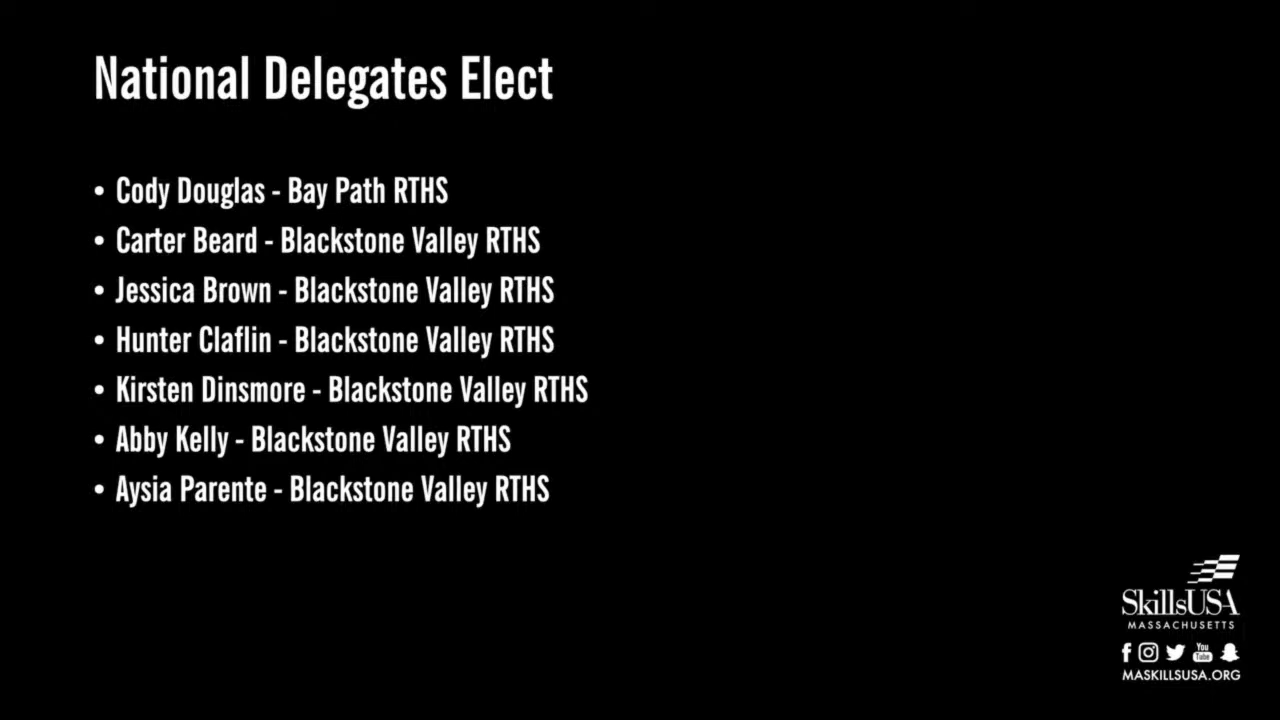 National Delegates Elect
• Cody Douglas - Bay Path RTHS
• Carter Beard - Blackstone Valley RTHS
• Jessica Brown - Blackstone Valley RTHS
• Hunter Claflin - Blackstone Valley RTHS
• Kirsten Dinsmore - Blackstone Valley RTHS
• Abby Kelly - Blackstone Valley RTHS
• Aysia Parente - Blackstone Valley RTHS
SkillsUSA
MASSACHUSETTS
You Tube
MASKILLSUSA.ORG